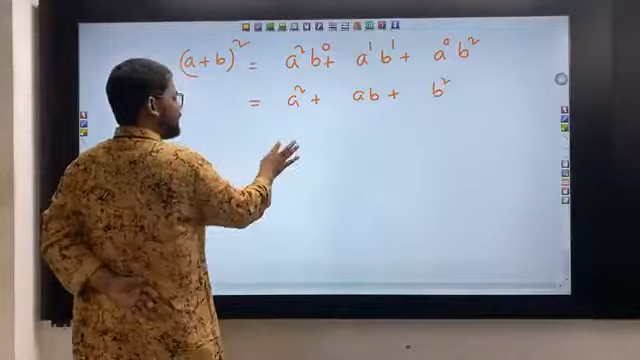 (a+b)² = a²b⁰+ a¹b¹+ a⁰b²
= a²+ ab+ b²